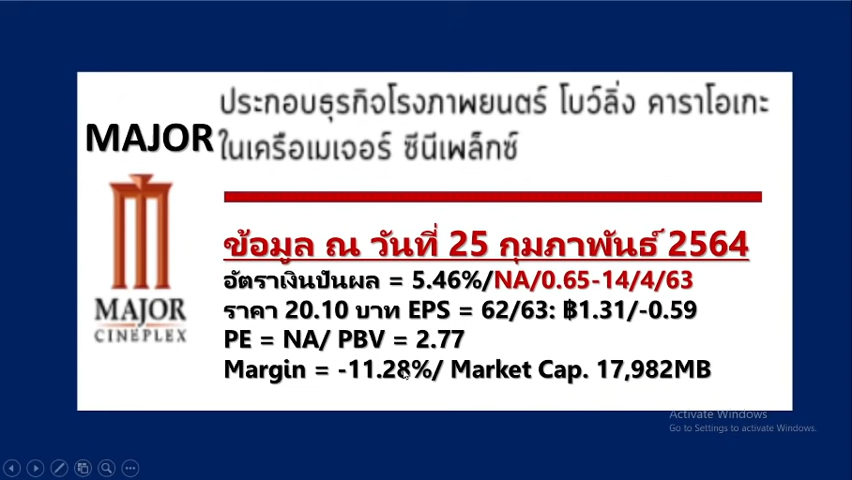 ประกอบธุรกิจโรงภาพยนตร์ โบว์ลิ่ง คาราโอเกะ
MAJOR ในเครือเมเจอร์ ซีนีเพล็กซ์
MAJOR
CINEPLEX
ข้อมูล ณ วันที่ 25 กุมภาพันธ์ 2564
อัตราเงินปันผล = 5.46%/NA/0.65-14/4/63
ราคา 20.10 บาท EPS = 62/63: ฿1.31/-0.59
PE = NA/ PBV = 2.77
Margin = -11.28%/ Market Cap. 17,982MB
Activate Windows
Go to Settings to activate Windows.